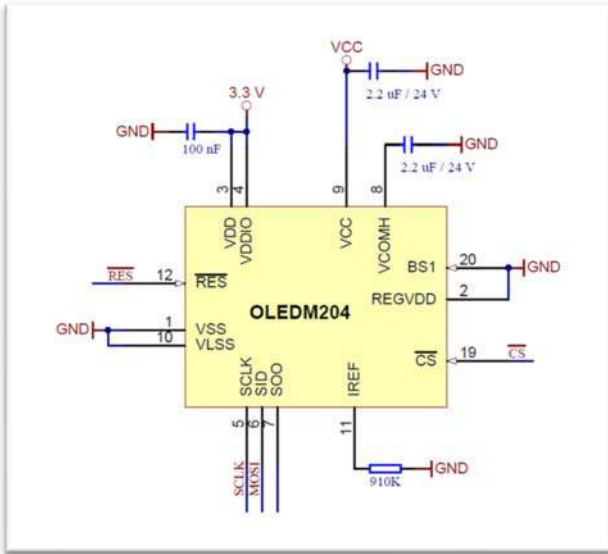 VCC
GND
2.2 uF / 24 V
3.3 V
GND
100 nF
GND
2.2 uF / 24 V
3
4
9
8
VDD
VDDIO
VCC
VCOMH
BS1
20
GND
REGVDD
2
RES
12
RES
OLEDM204
GND
1
VSS
10
VLSS
CS
19
CS
SCLK
SID
SOO
IREF
5
6
7
11
SCLK
MOSI
910K
GND